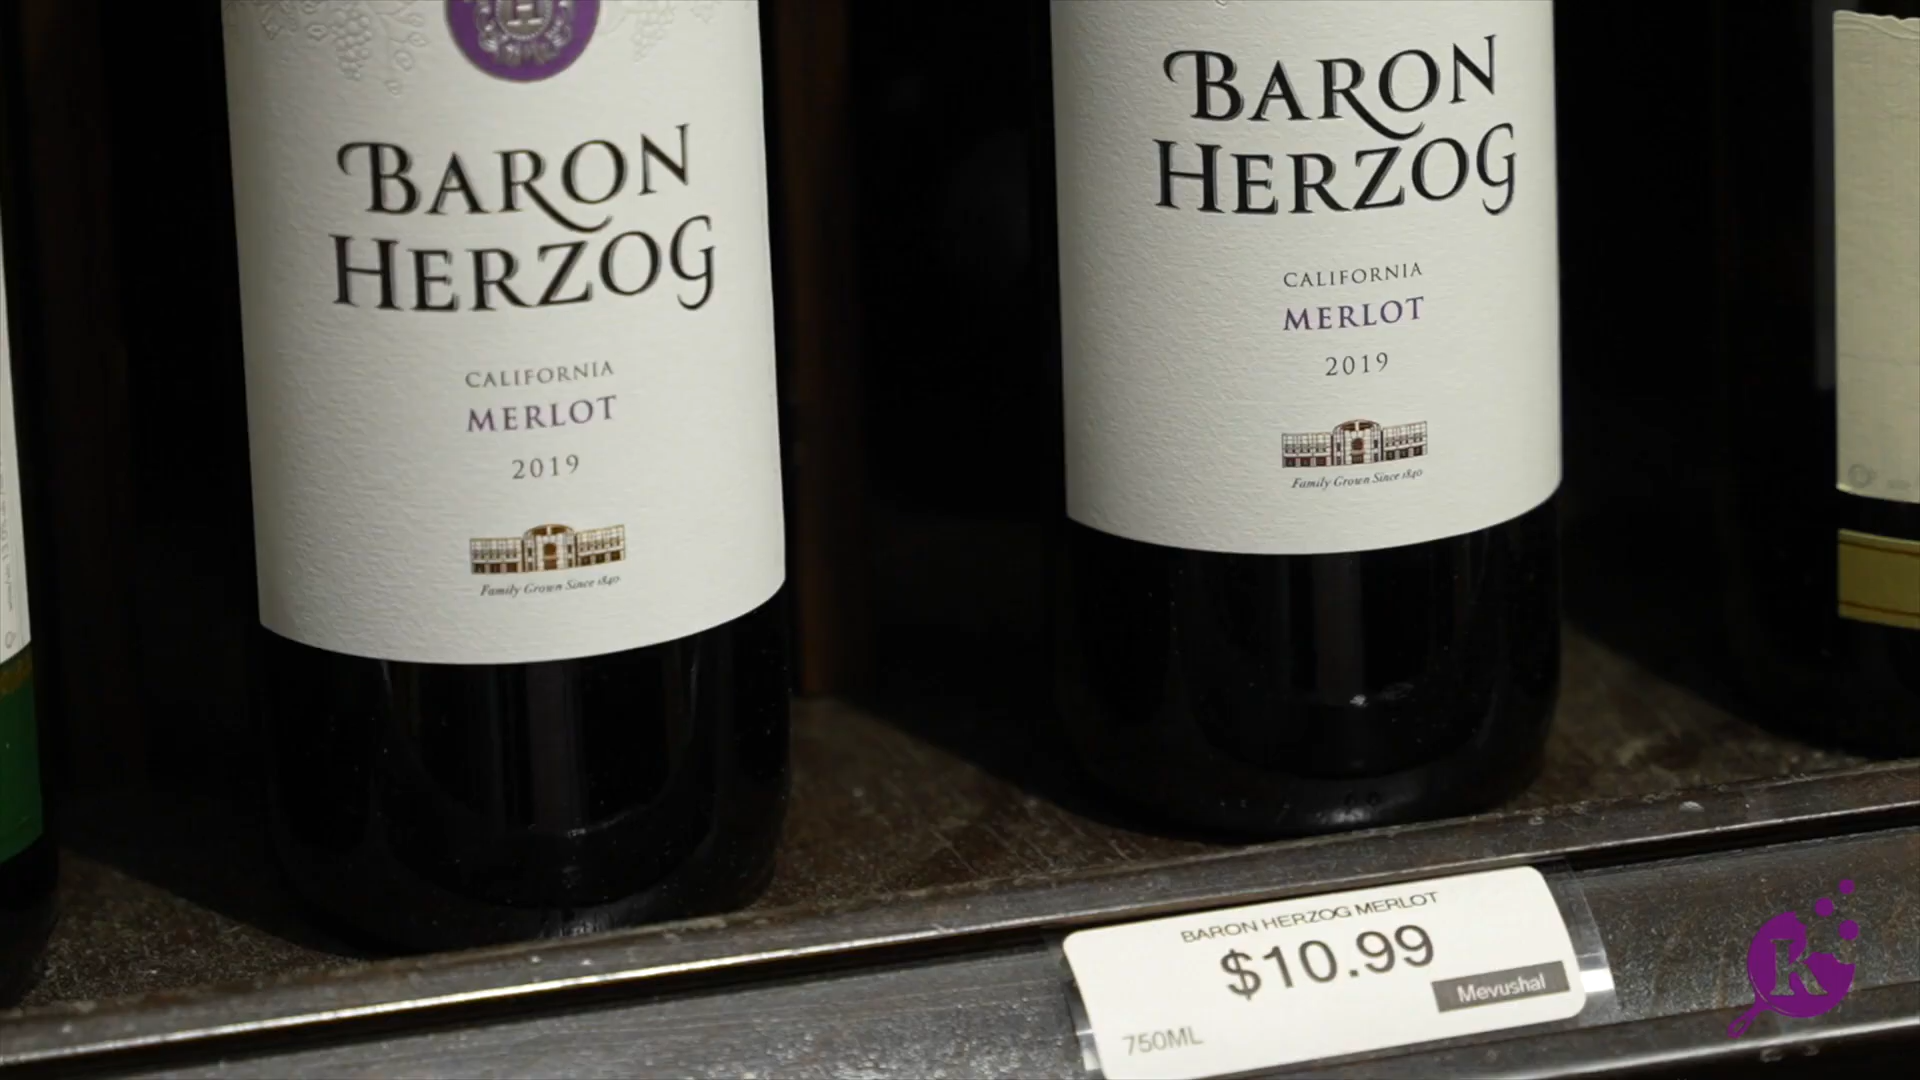 H
BARON
HERZOG
CALIFORNIA
MERLOT
2019
Family Grown Since 1840
BARON
HERZOG
CALIFORNIA
MERLOT
2019
Family Grown Since 1840
BARON HERZOG MERLOT
$10.99
Mevushal
750ML
K